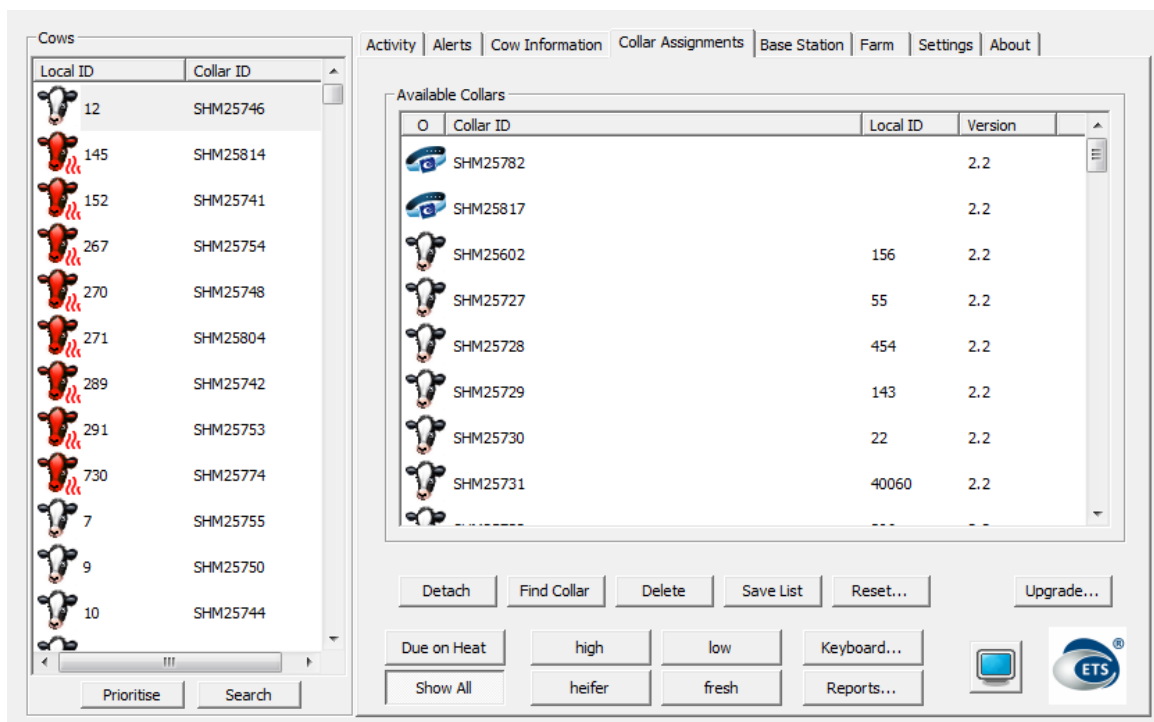 Cows
Local ID Collar ID
12 SHM25746
145 SHM25814
152 SHM25741
267 SHM25754
270 SHM25748
271 SHM25804
289 SHM25742
291 SHM25753
730 SHM25774
7 SHM25755
9 SHM25750
10 SHM25744
Prioritise Search
Activity Alerts Cow Information Collar Assignments Base Station Farm Settings About
Available Collars
O Collar ID Local ID Version
SHM25782 2.2
SHM25817 2.2
SHM25602 156 2.2
SHM25727 55 2.2
SHM25728 454 2.2
SHM25729 143 2.2
SHM25730 22 2.2
SHM25731 40060 2.2
Detach Find Collar Delete Save List Reset... Upgrade...
Due on Heat high low Keyboard...
Show All heifer fresh Reports...
ETS ®